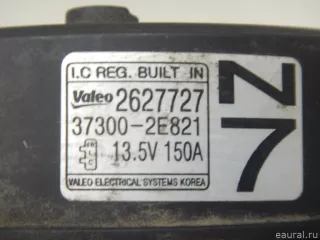 I.C REG. BUILT IN
Valeo 2627727
37300-2E821
13.5V 150A
VALEO ELECTRICAL SYSTEMS KOREA
N
7
eaural.ru